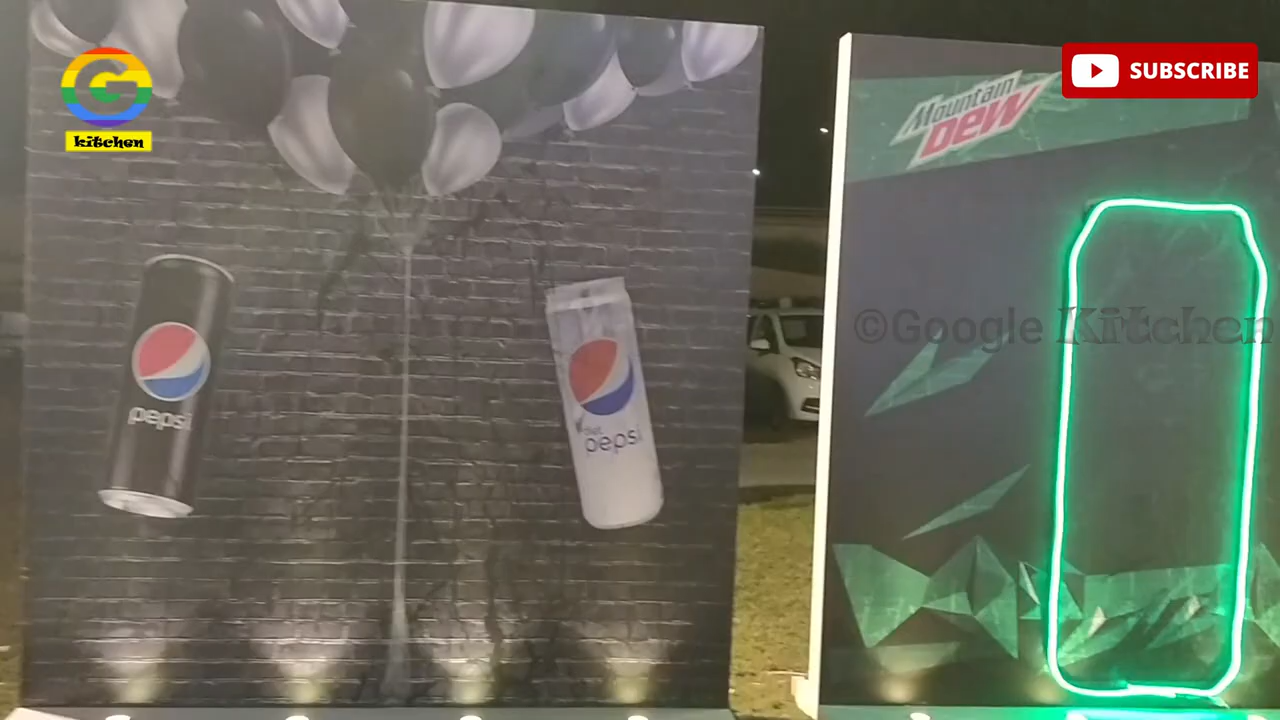 G
kitchen
SUBSCRIBE
Mountain
Dew
©Google Kitchen
pepsi
diet
pepsi